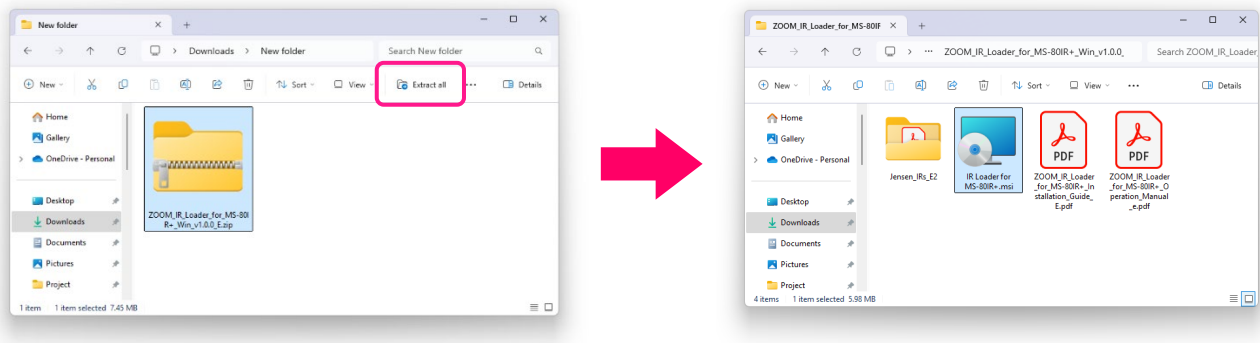 New folder
Downloads > New folder
Search New folder
New
Sort
View
Extract all
Details
Home
Gallery
OneDrive - Personal
Desktop
Downloads
Documents
Pictures
Project
ZOOM_IR_Loader_for_MS-80I
R+_Win_v1.0.0_E.zip
1 item 1 item selected 7.45 MB
ZOOM_IR_Loader_for_MS-80IF
ZOOM_IR_Loader_for_MS-80IR+_Win_v1.0.0_
Search ZOOM_IR_Loader_
New
Sort
View
Details
Home
Gallery
OneDrive - Personal
Desktop
Downloads
Documents
Pictures
Project
Jensen_IRs_E2
IR Loader for
MS-80IR+.msi
PDF
ZOOM_IR_Loader
_for_MS-80IR+_In
stallation_Guide_
E.pdf
PDF
ZOOM_IR_Loader
_for_MS-80IR+_O
peration_Manual
_e.pdf
4 items 1 item selected 5.98 MB